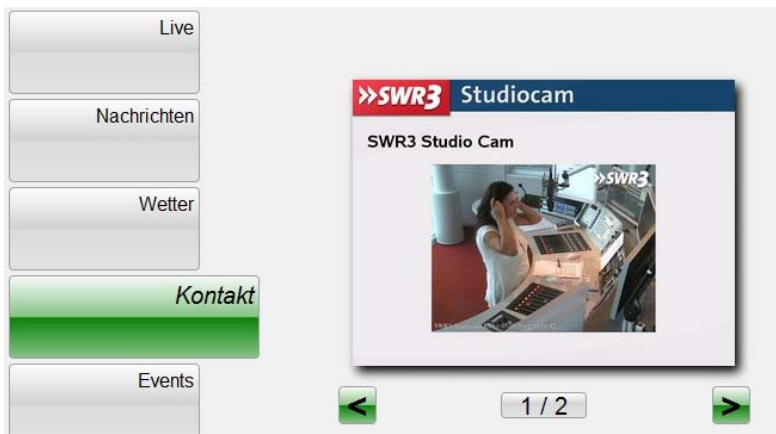 Live
Nachrichten
Wetter
Kontakt
Events
»SWR3 Studiocam
SWR3 Studio Cam
»SWR3
< 1 / 2 >